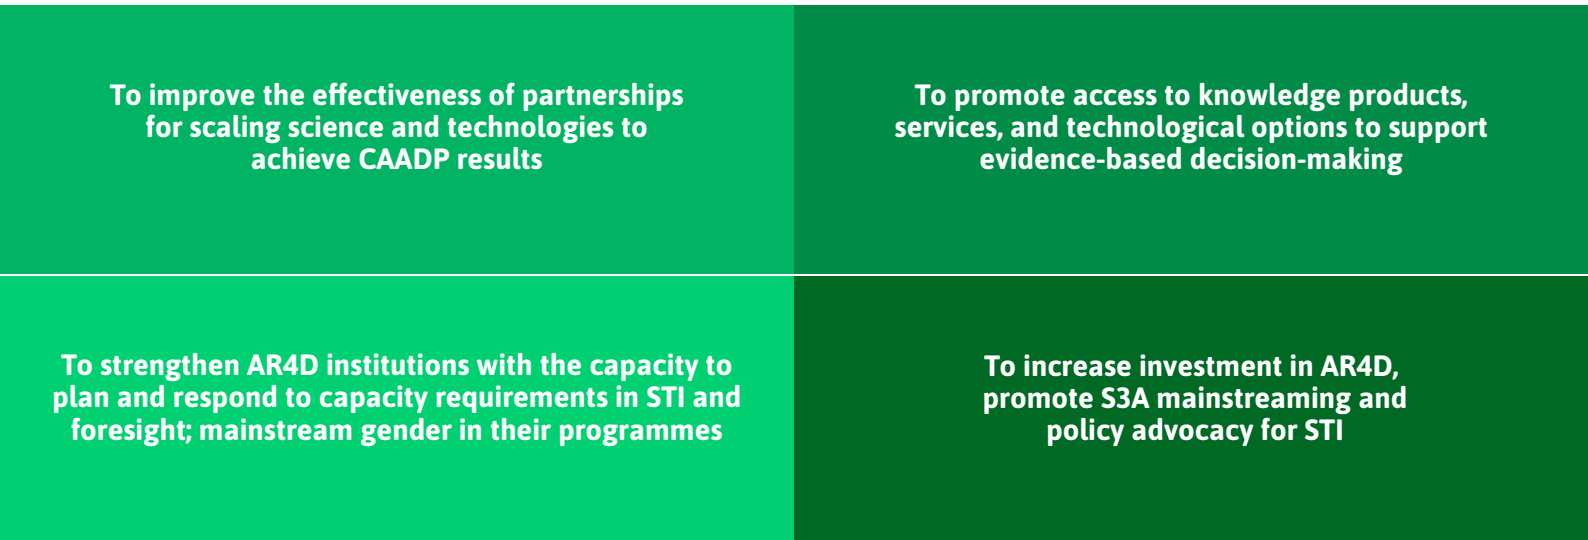 To improve the effectiveness of partnerships
for scaling science and technologies to
achieve CAADP results
To promote access to knowledge products,
services, and technological options to support
evidence-based decision-making
To strengthen AR4D institutions with the capacity to
plan and respond to capacity requirements in STI and
foresight; mainstream gender in their programmes
To increase investment in AR4D,
promote S3A mainstreaming and
policy advocacy for STI